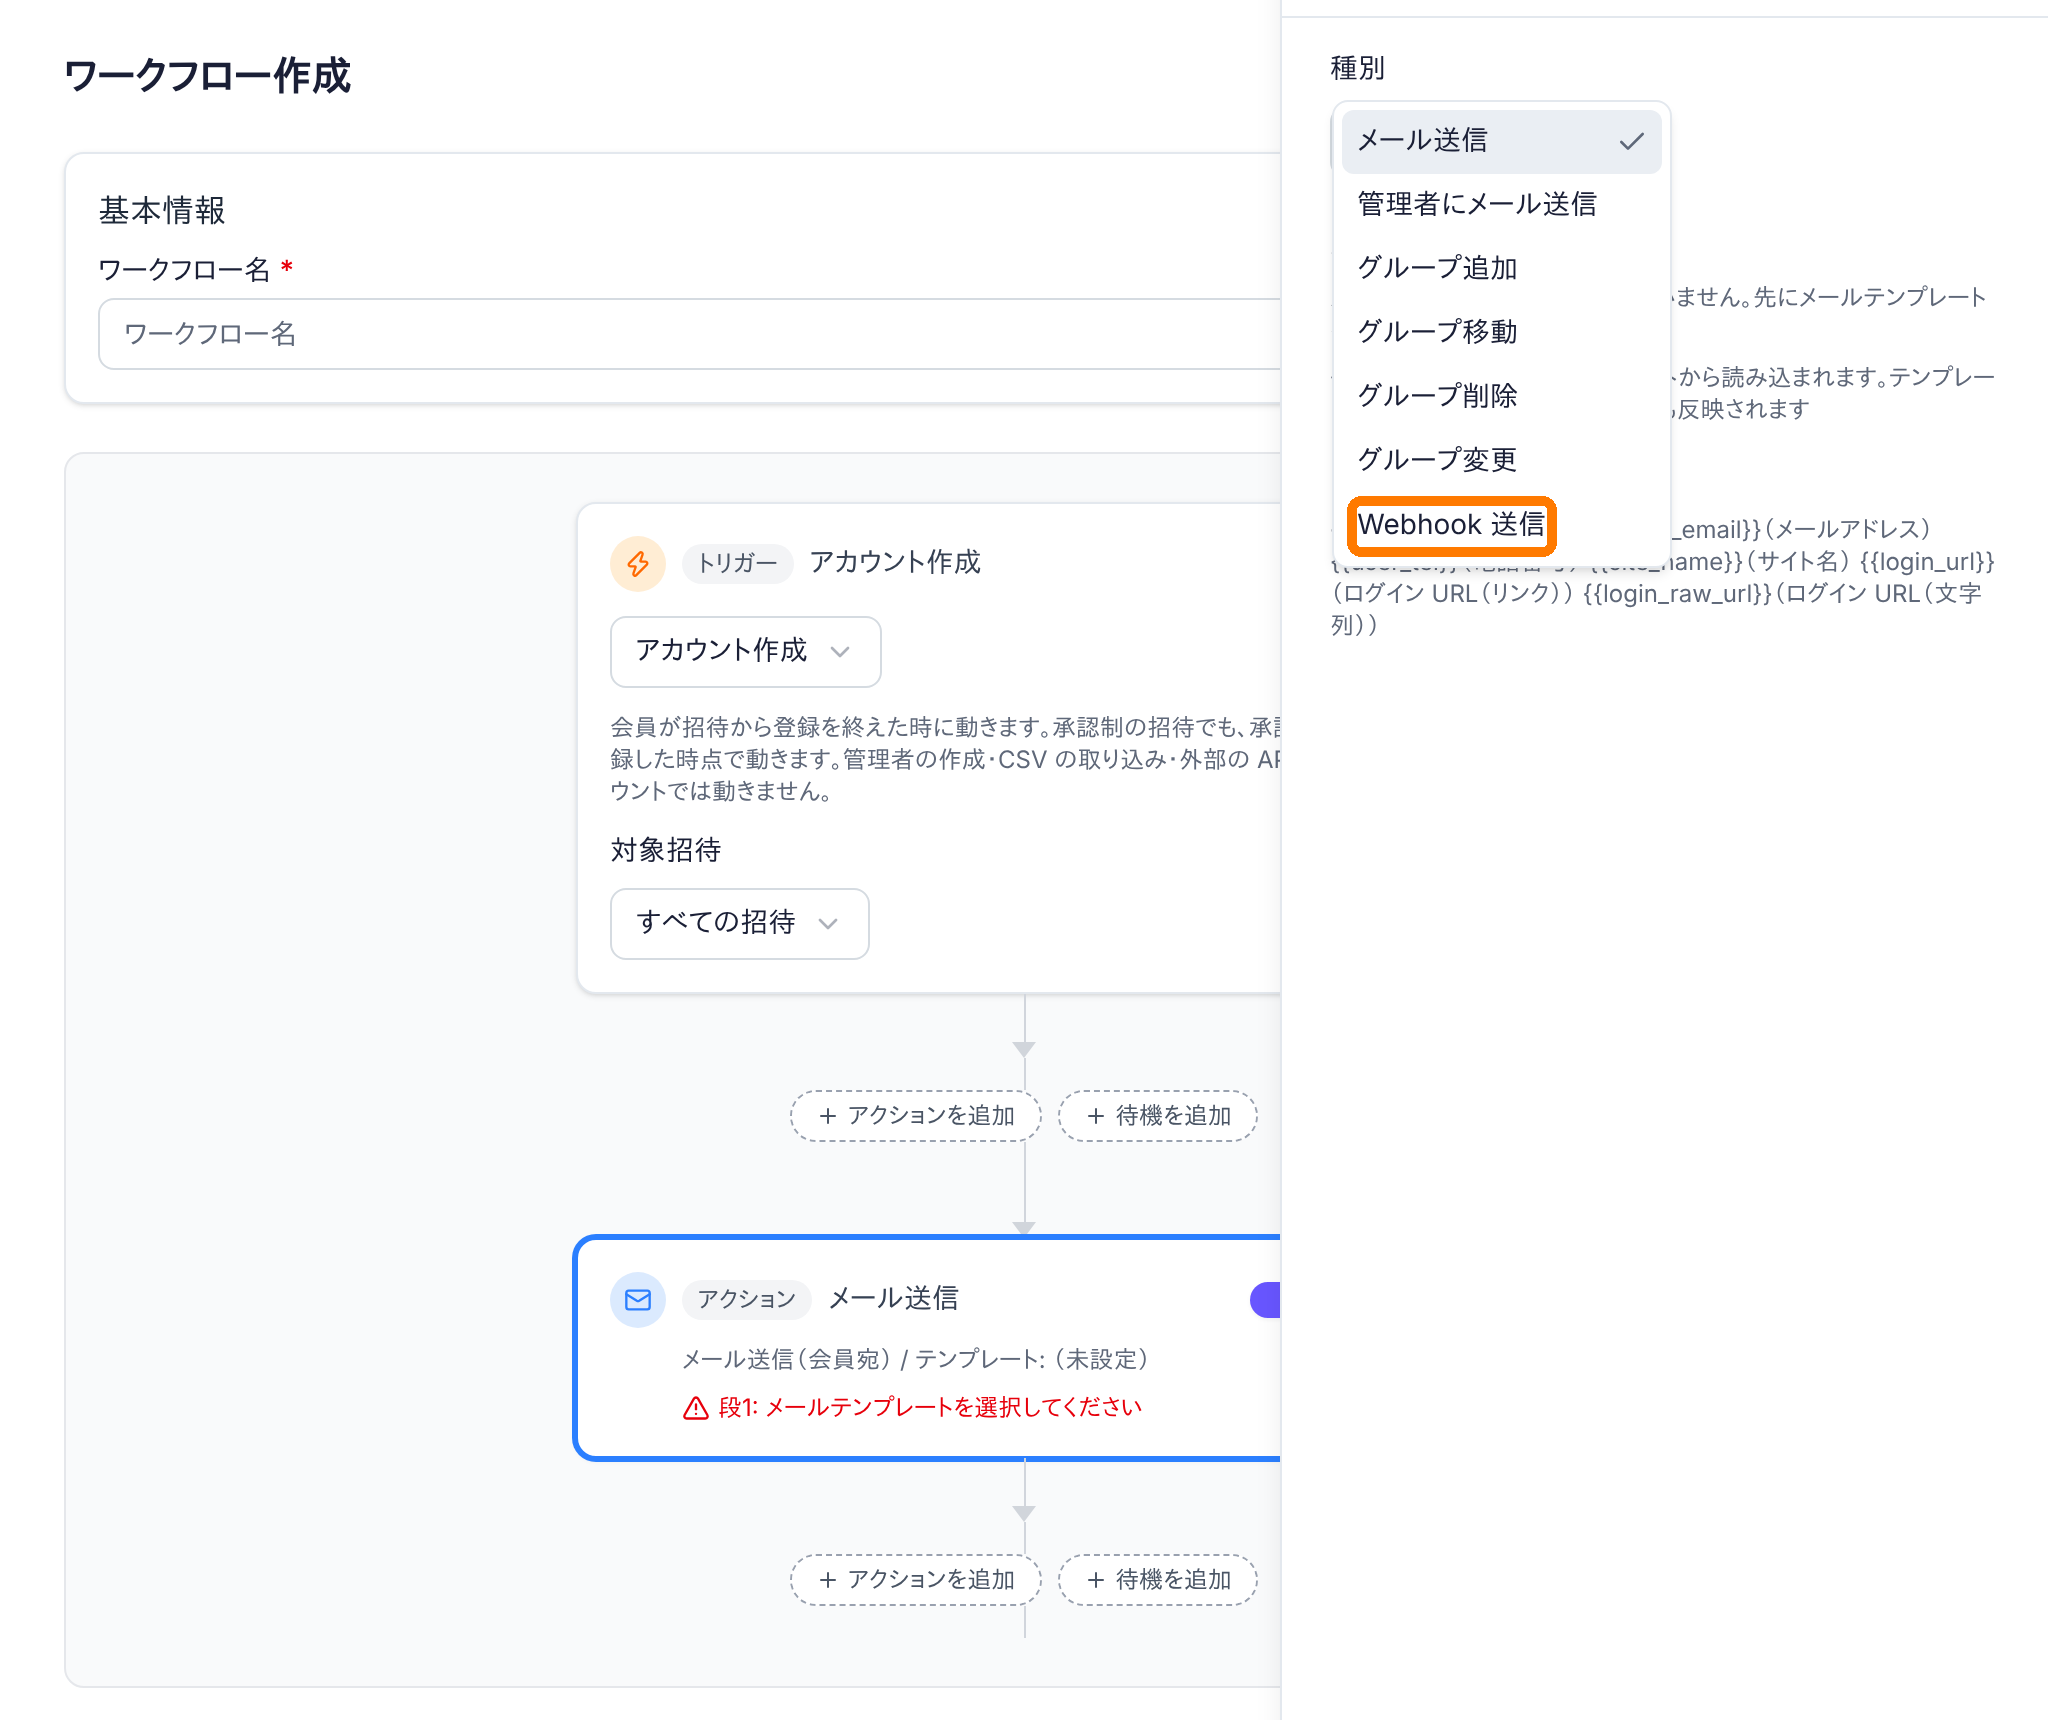 ワークフロー作成
基本情報
ワークフロー名 *
ワークフロー名
トリガー アカウント作成
アカウント作成
会員が招待から登録を終えた時に動きます。承認制の招待でも、承
録した時点で動きます。管理者の作成・CSV の取り込み・外部の AP
ウントでは動きません。
対象招待
すべての招待
+ アクションを追加 + 待機を追加
アクション メール送信
メール送信（会員宛） / テンプレート: （未設定）
段1: メールテンプレートを選択してください
+ アクションを追加 + 待機を追加
種別
メール送信
管理者にメール送信
グループ追加
グループ移動
グループ削除
グループ変更
Webhook 送信
ません。先にメールテンプレート
から読み込まれます。テンプレー
反映されます
_email}}（メールアドレス）
name}}（サイト名） {{login_url}}
（ログイン URL（リンク）） {{login_raw_url}}（ログイン URL（文字
列））